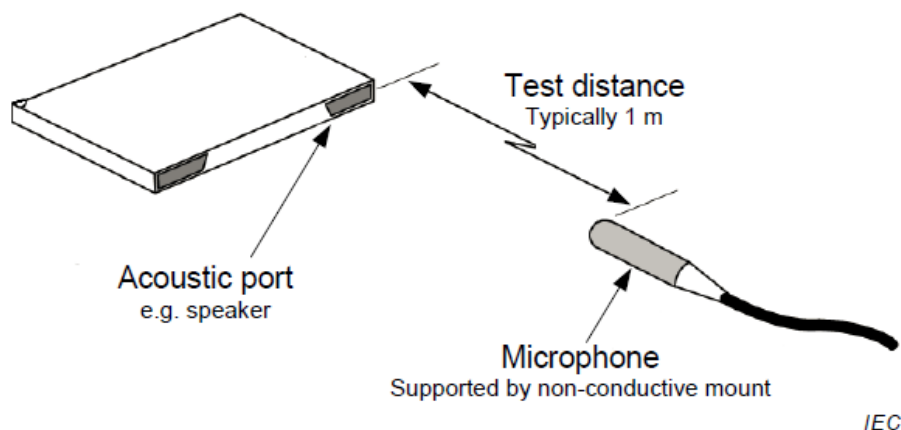 Test distance
Typically 1 m
Acoustic port
e.g. speaker
Microphone
Supported by non-conductive mount
IEC